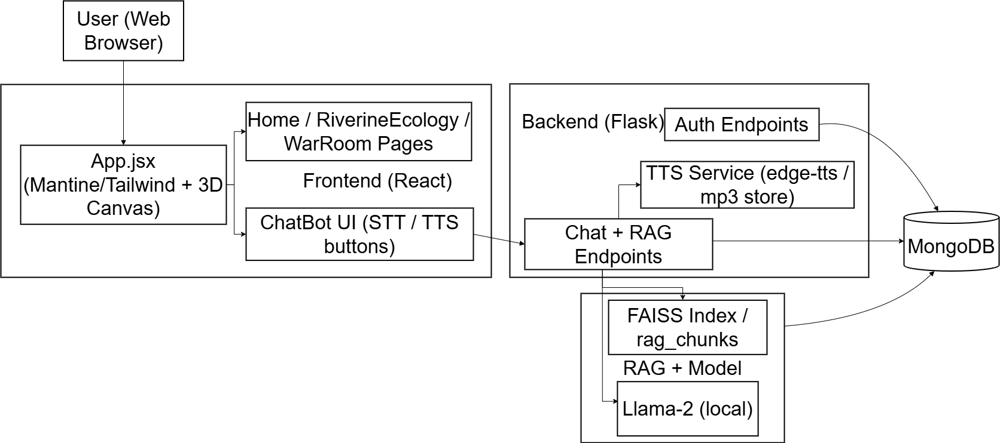 User (Web
Browser)
App.jsx
(Mantine/Tailwind + 3D
Canvas)
Home / RiverineEcology /
WarRoom Pages
Frontend (React)
ChatBot UI (STT / TTS
buttons)
Backend (Flask)
Auth Endpoints
TTS Service (edge-tts /
mp3 store)
Chat + RAG
Endpoints
MongoDB
FAISS Index /
rag_chunks
RAG + Model
Llama-2 (local)